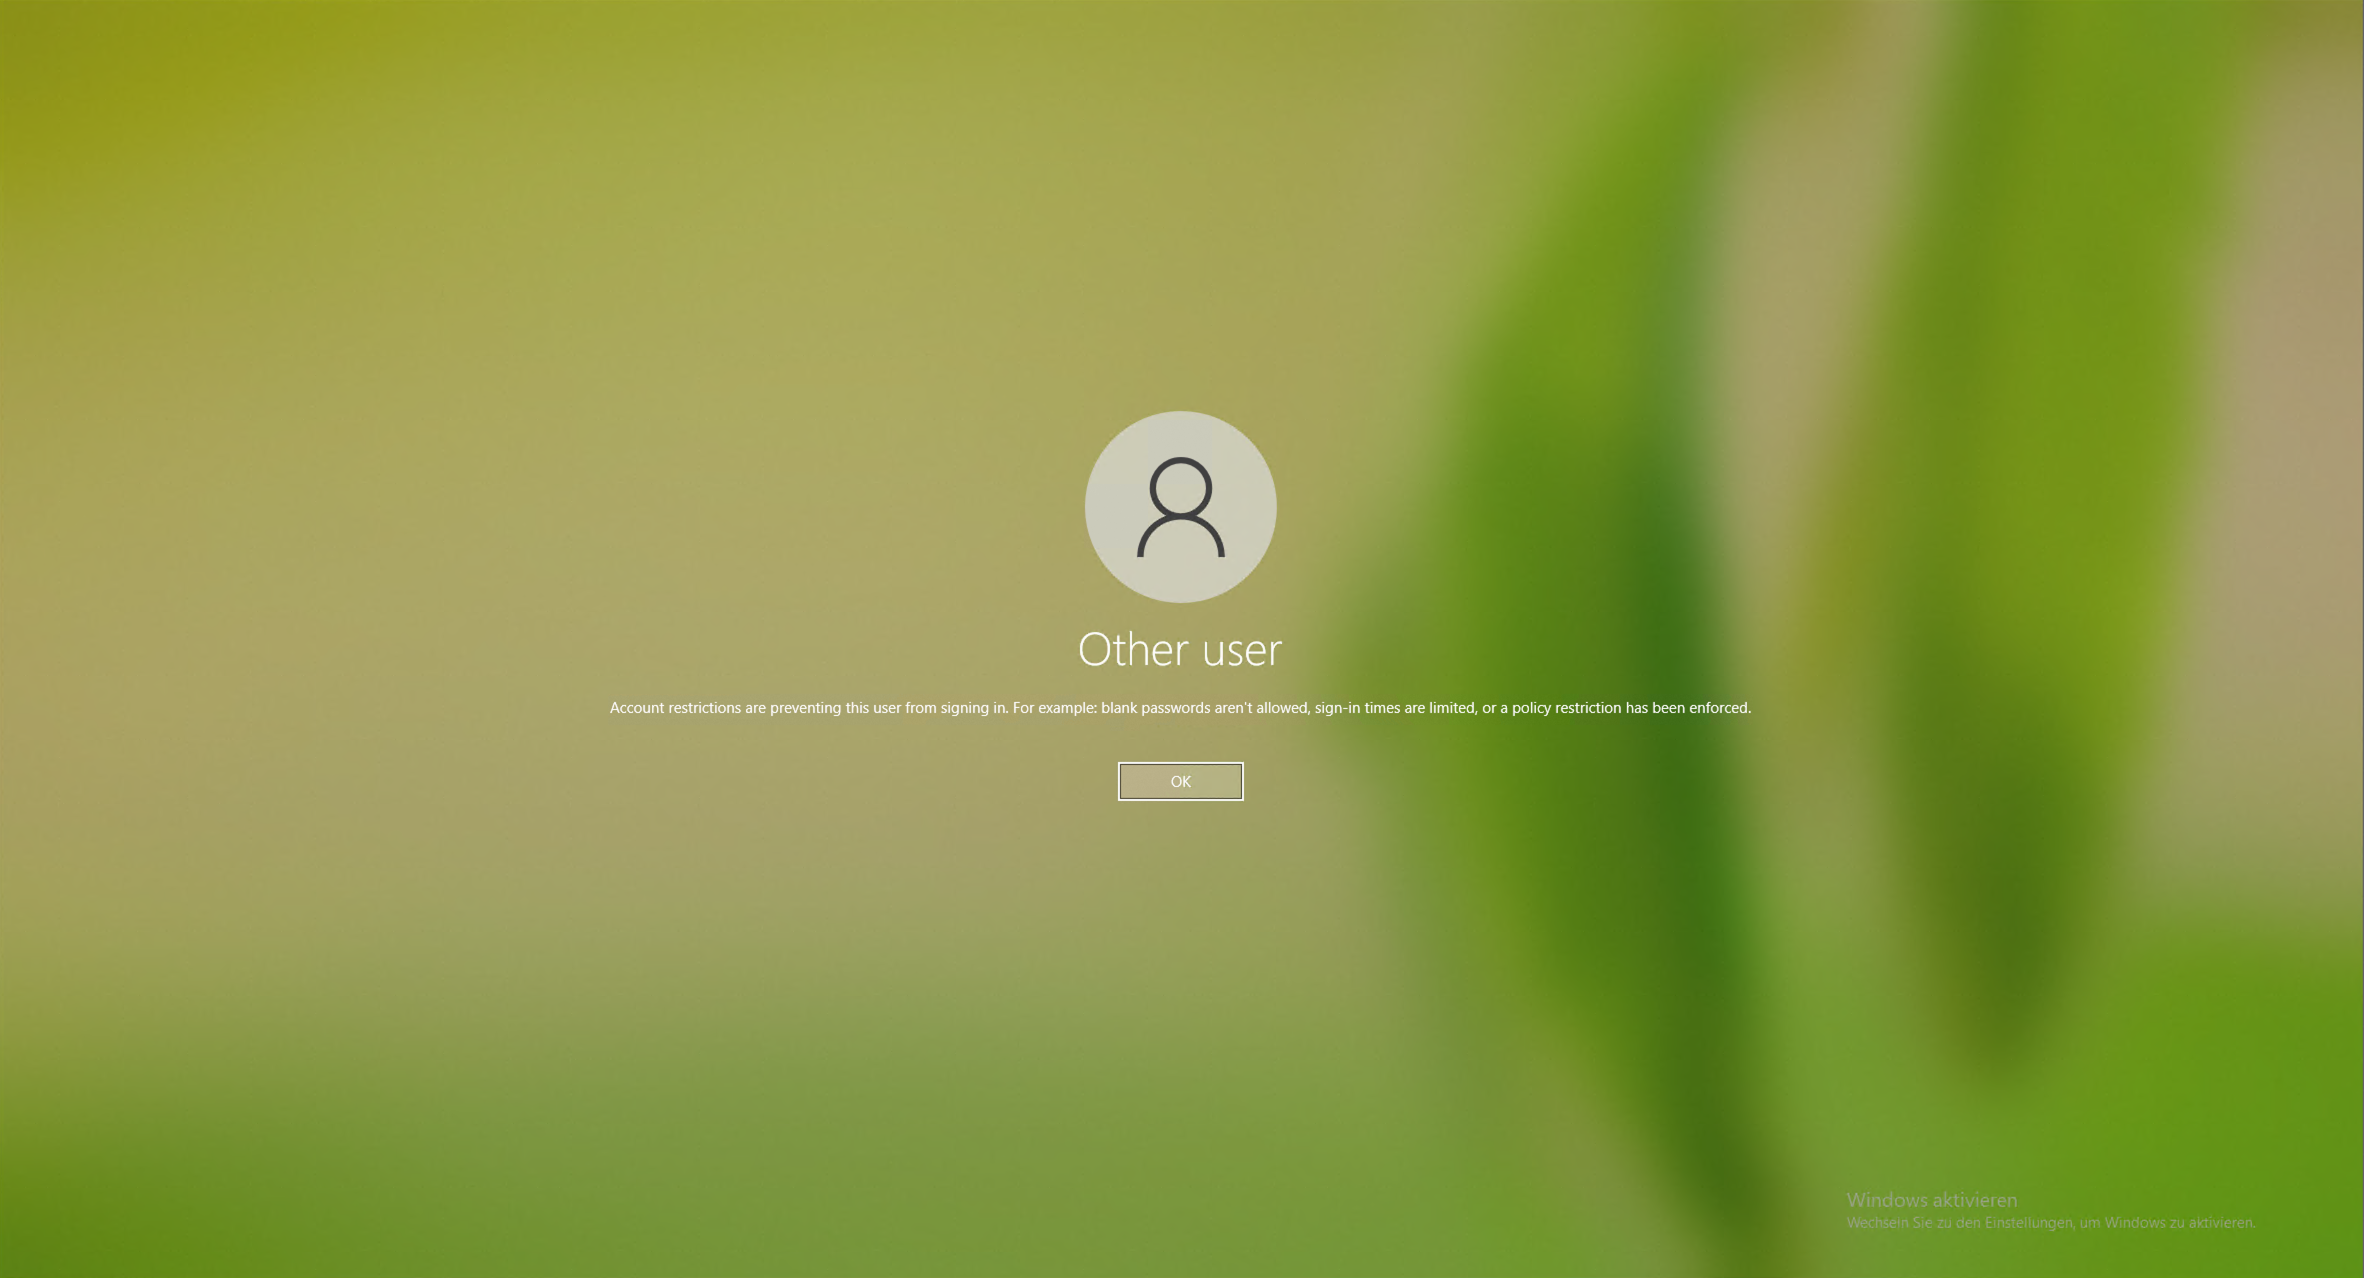 Other user
Account restrictions are preventing this user from signing in. For example: blank passwords aren't allowed, sign-in times are limited, or a policy restriction has been enforced.
OK
Windows aktivieren
Wechseln Sie zu den Einstellungen, um Windows zu aktivieren.